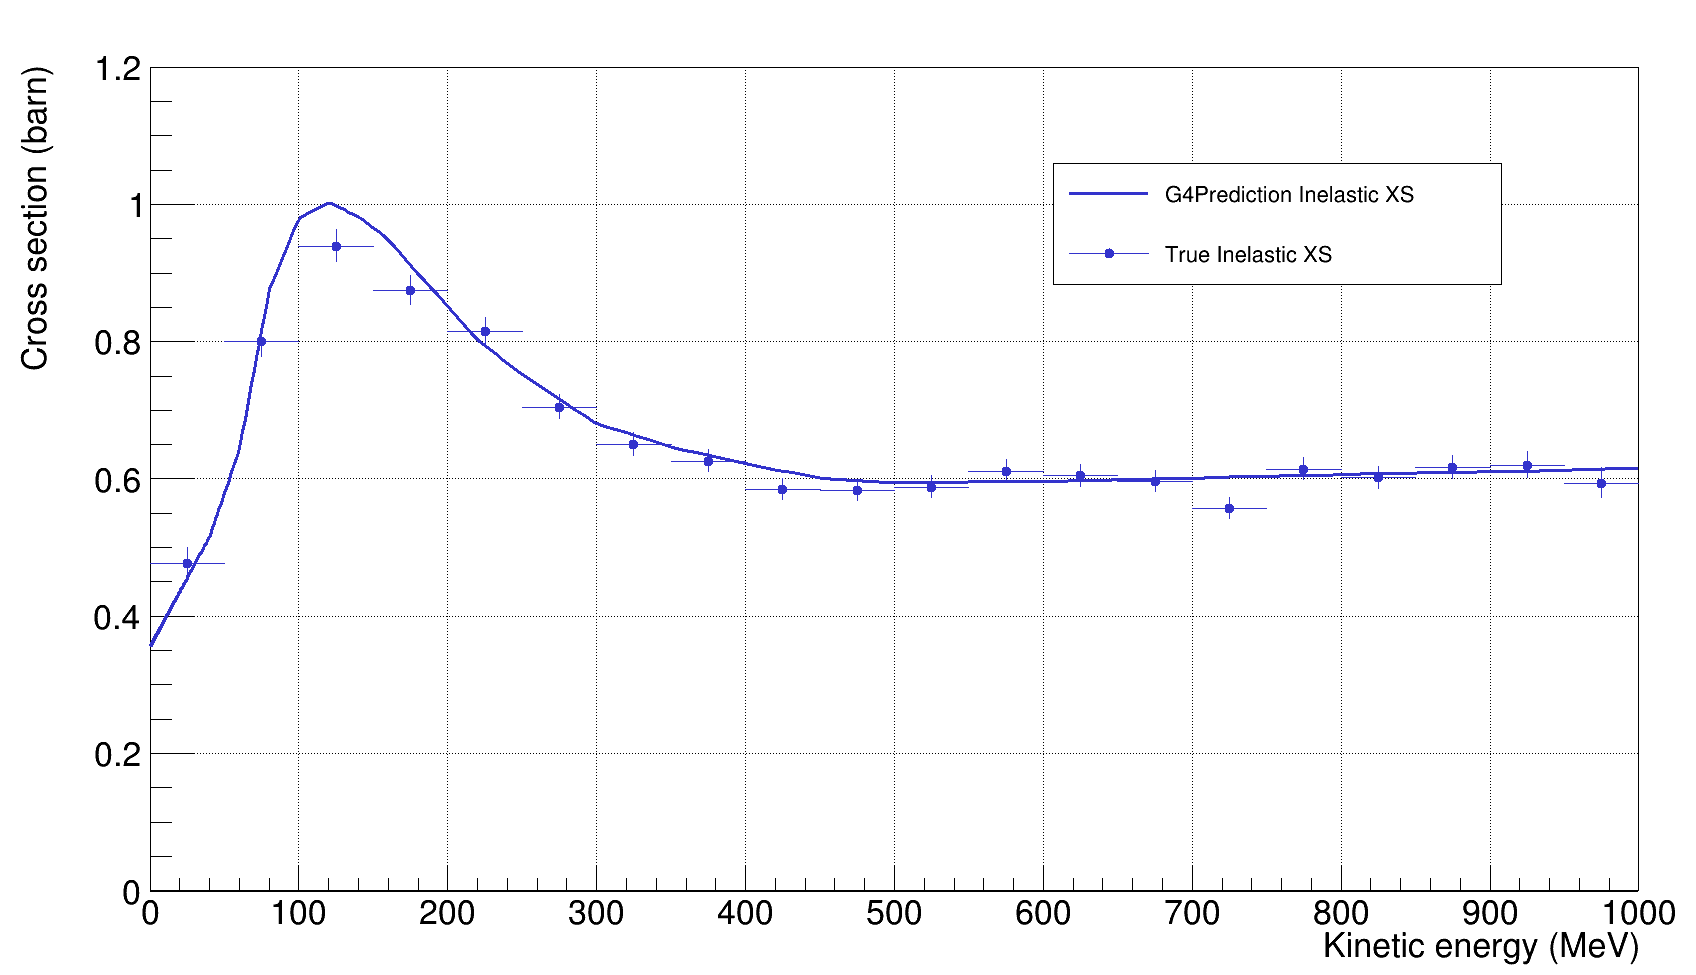 Cross section (barn)
1.2
1
0.8
0.6
0.4
0.2
0
G4Prediction Inelastic XS
True Inelastic XS
0 100 200 300 400 500 600 700 800 900 1000
Kinetic energy (MeV)